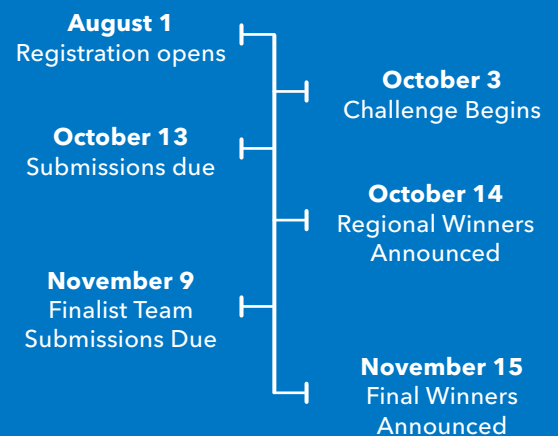 August 1
Registration opens
October 3
Challenge Begins
October 13
Submissions due
October 14
Regional Winners
Announced
November 9
Finalist Team
Submissions Due
November 15
Final Winners
Announced